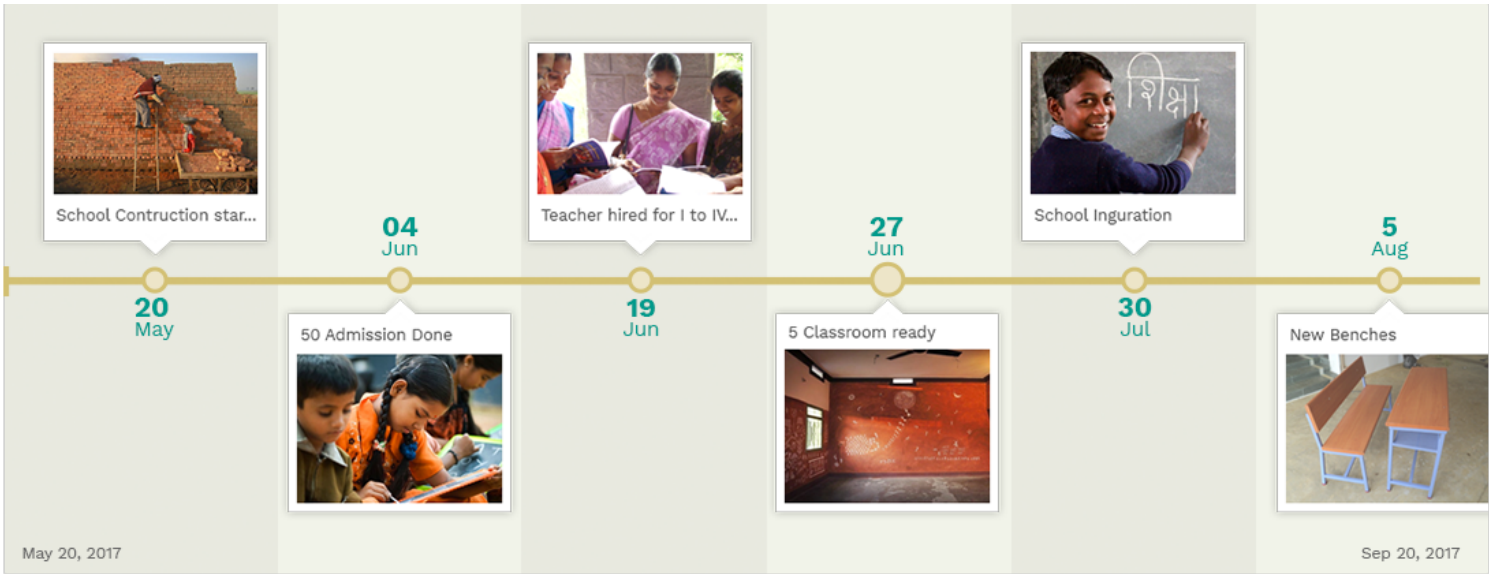 School Contruction star...
20
May
04
Jun
50 Admission Done
Teacher hired for I to IV...
19
Jun
27
Jun
5 Classroom ready
शिक्षा
School Inguration
30
Jul
5
Aug
New Benches
May 20, 2017
Sep 20, 2017